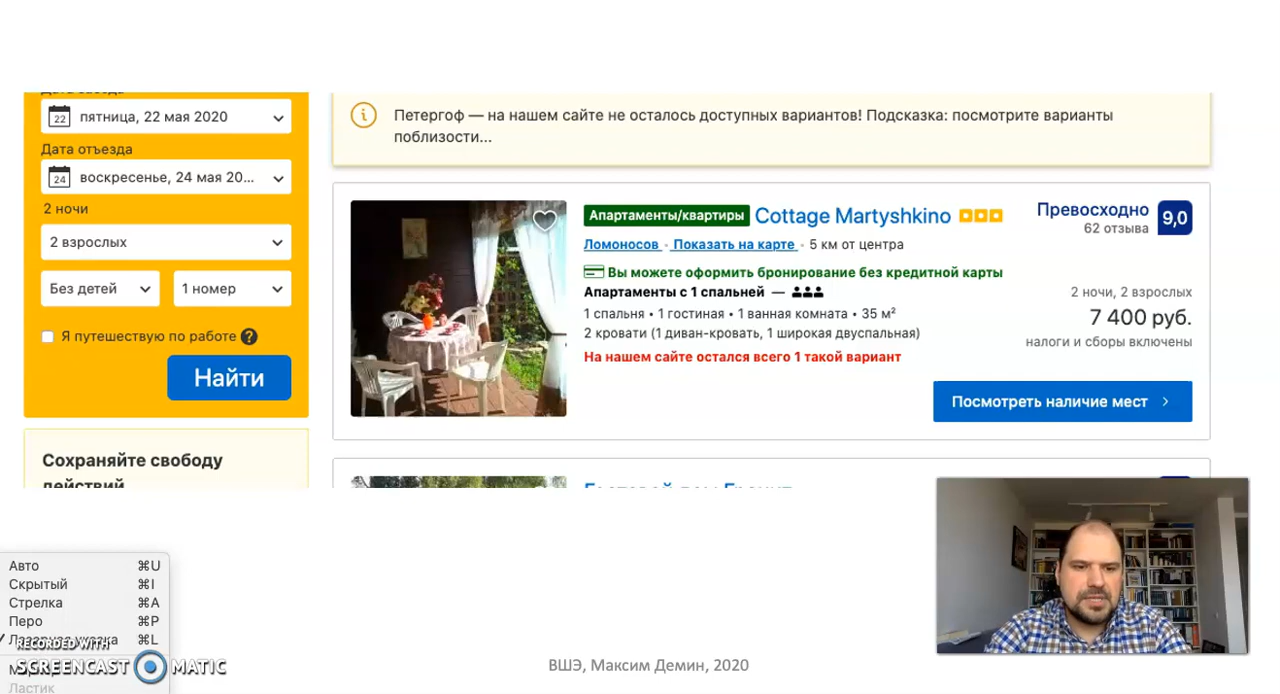 пятница, 22 мая 2020
22
Дата отъезда
воскресенье, 24 мая 20...
24
2 ночи
2 взрослых
Без детей
1 номер
Я путешествую по работе ?
Найти
Сохраняйте свободу
действий
Петергоф — на нашем сайте не осталось доступных вариантов! Подсказка: посмотрите варианты
поблизости...
Апартаменты/квартиры Cottage Martyshkino
Ломоносов • Показать на карте • 5 км от центра
Вы можете оформить бронирование без кредитной карты
Апартаменты с 1 спальней —
1 спальня • 1 гостиная • 1 ванная комната • 35 м²
2 кровати (1 диван-кровать, 1 широкая двуспальная)
На нашем сайте остался всего 1 такой вариант
Превосходно 9,0
62 отзыва
2 ночи, 2 взрослых
7 400 руб.
налоги и сборы включены
Посмотреть наличие мест
Авто ⌘U
Скрытый ⌘I
Стрелка ⌘A
Перо ⌘P
⌘L
RECORDED WITH
SCREENCAST MATIC
Ластик
ВШЭ, Максим Демин, 2020